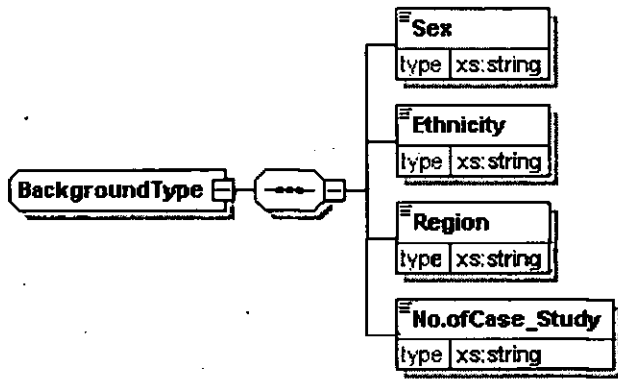 Sex
type xs:string
Ethnicity
type xs:string
BackgroundType
Region
type xs:string
No.ofCase_Study
type xs:string